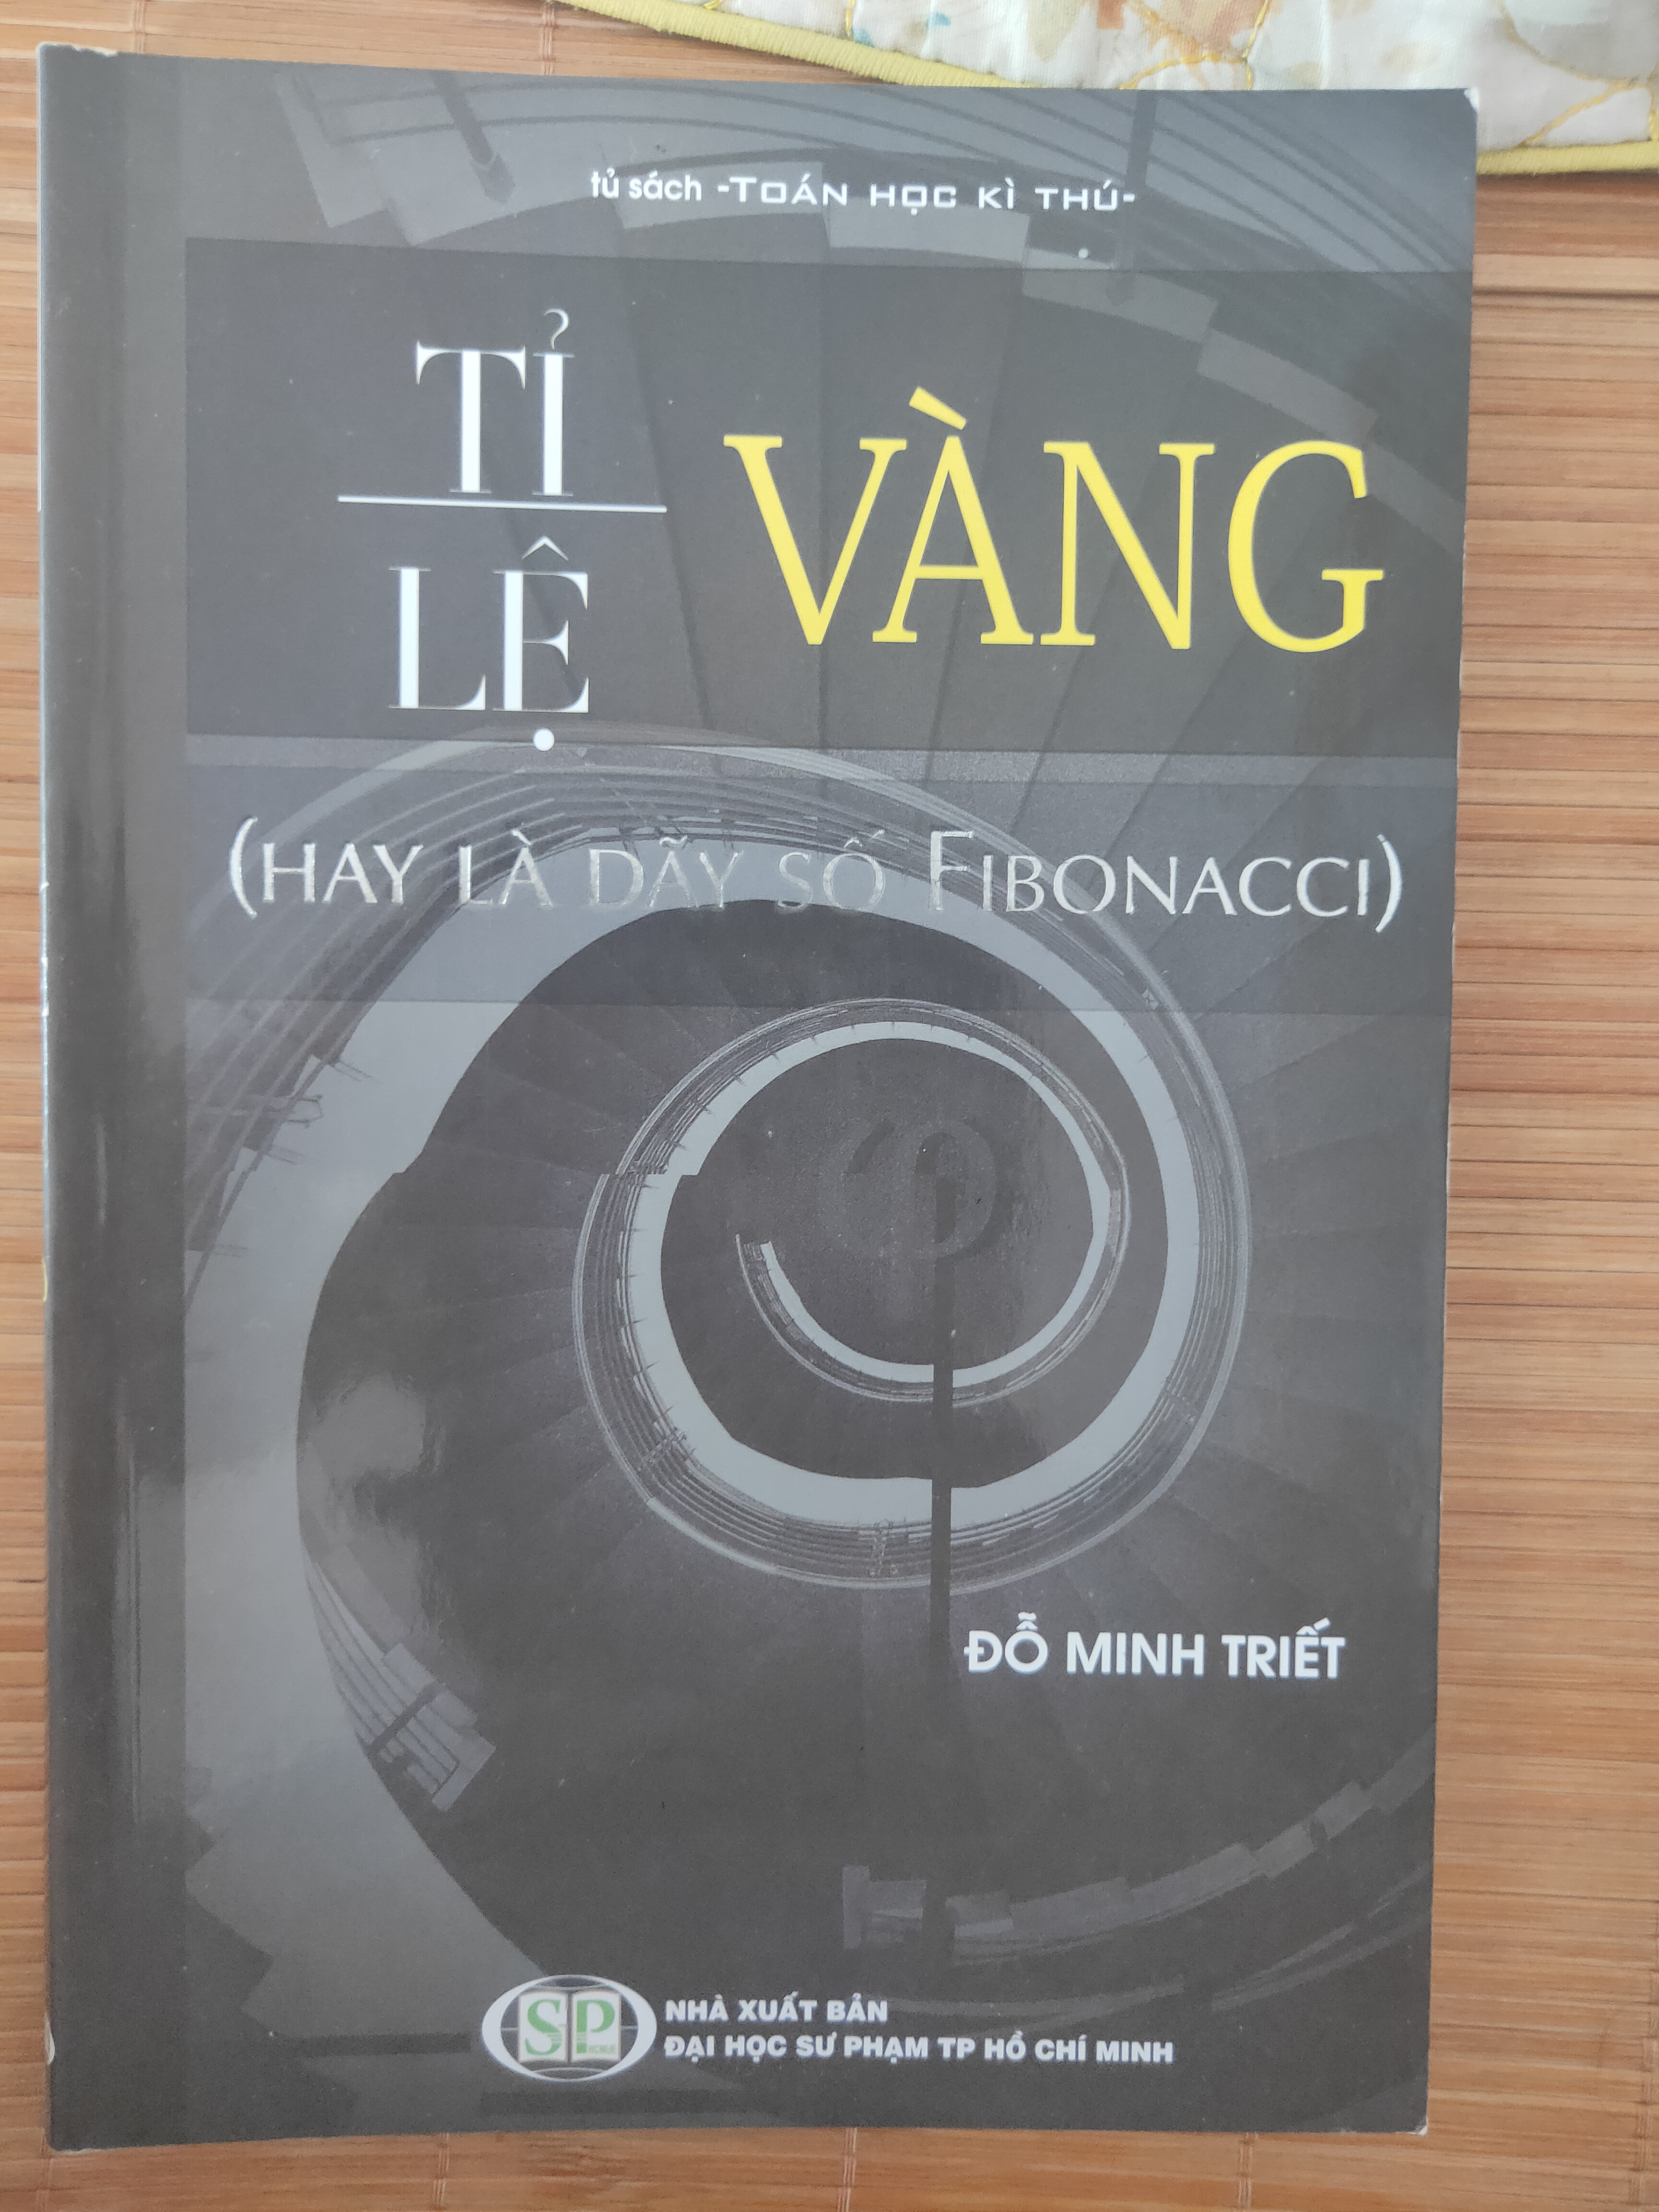 tủ sách -TOÁN HỌC KÌ THÚ-
TỈ
LỆ
VÀNG
(HAY LÀ DÃY SỐ FIBONACCI)
φ
ĐỖ MINH TRIẾT
SP
NHÀ XUẤT BẢN
ĐẠI HỌC SƯ PHẠM TP HỒ CHÍ MINH